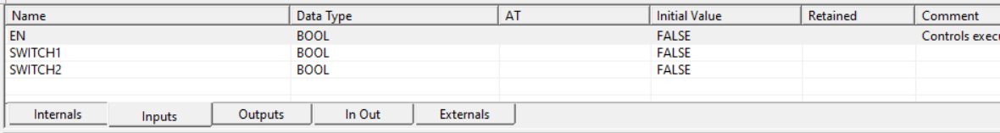 Name Data Type AT Initial Value Retained Comment
EN BOOL FALSE Controls execu
SWITCH1 BOOL FALSE
SWITCH2 BOOL FALSE
Internals Inputs Outputs In Out Externals